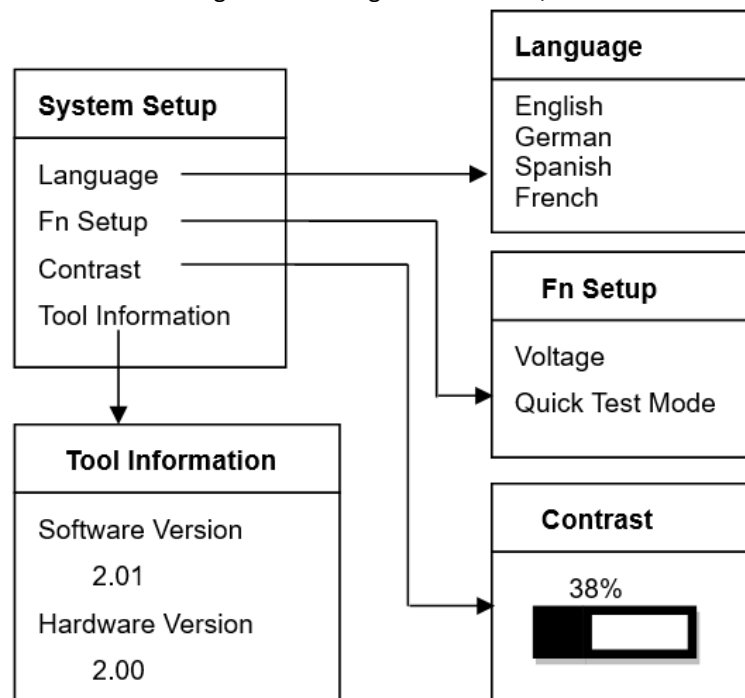 System Setup
Language
Fn Setup
Contrast
Tool Information
Language
English
German
Spanish
French
Fn Setup
Voltage
Quick Test Mode
Contrast
38%
Tool Information
Software Version
2.01
Hardware Version
2.00